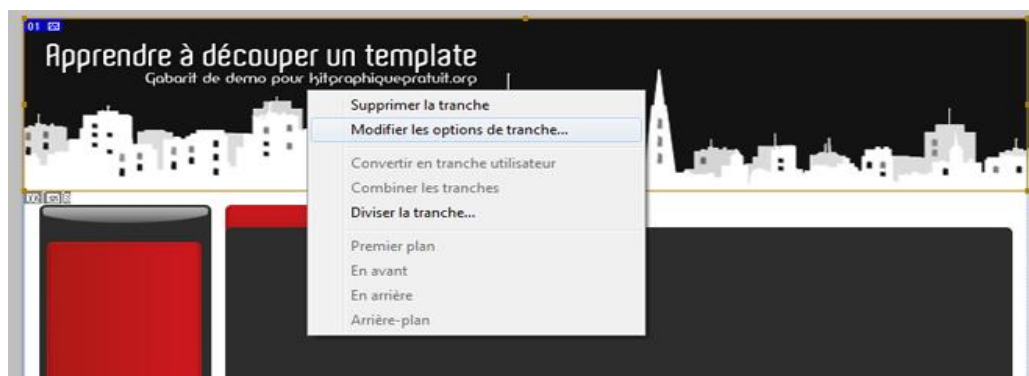 01
Apprendre à découper un template
Gabarit de demo pour kitgraphiquegratuit.org
Supprimer la tranche
Modifier les options de tranche...
Convertir en tranche utilisateur
Combiner les tranches
Diviser la tranche...
Premier plan
En avant
En arrière
Arrière-plan